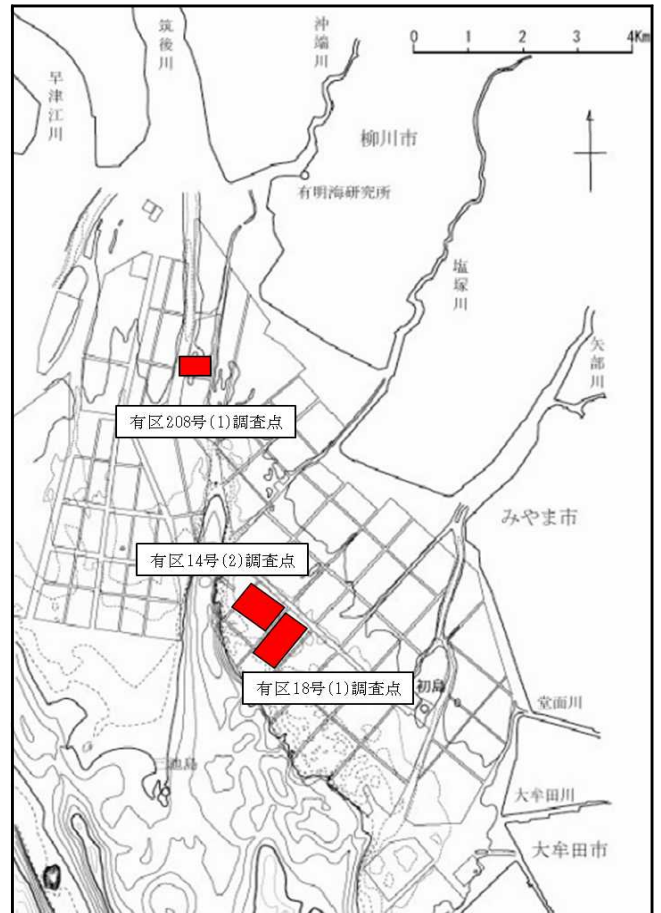 筑後川
沖端川
早津江川
0 1 2 3 4Km
柳川市
有明海研究所
塩塚川
矢部川
有区208号(1)調査点
みやま市
有区14号(2)調査点
有区18号(1)調査点
初島
堂面川
三池島
大牟田川
大牟田市